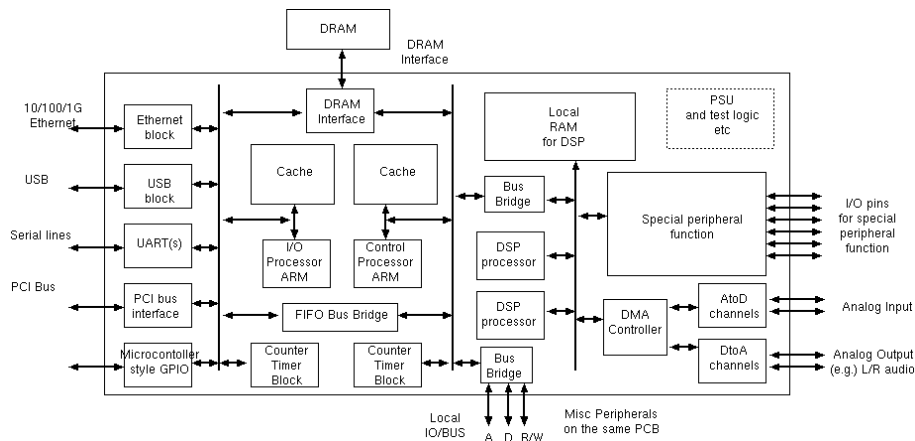 DRAM
DRAM
Interface
10/100/1G
Ethernet
Ethernet
block
DRAM
Interface
Local
RAM
for DSP
PSU
and test logic
etc
USB
USB
block
Cache
Cache
Bus
Bridge
Special peripheral
function
I/O pins
for special
peripheral
function
Serial lines
UART(s)
I/O
Processor
ARM
Control
Processor
ARM
DSP
processor
PCI Bus
PCI bus
interface
FIFO Bus Bridge
DSP
processor
DMA
Controller
AtoD
channels
Analog Input
Microcontoller
style GPIO
Counter
Timer
Block
Counter
Timer
Block
Bus
Bridge
DtoA
channels
Analog Output
(e.g.) L/R audio
Local
IO/BUS
A D R/W
Misc Peripherals
on the same PCB